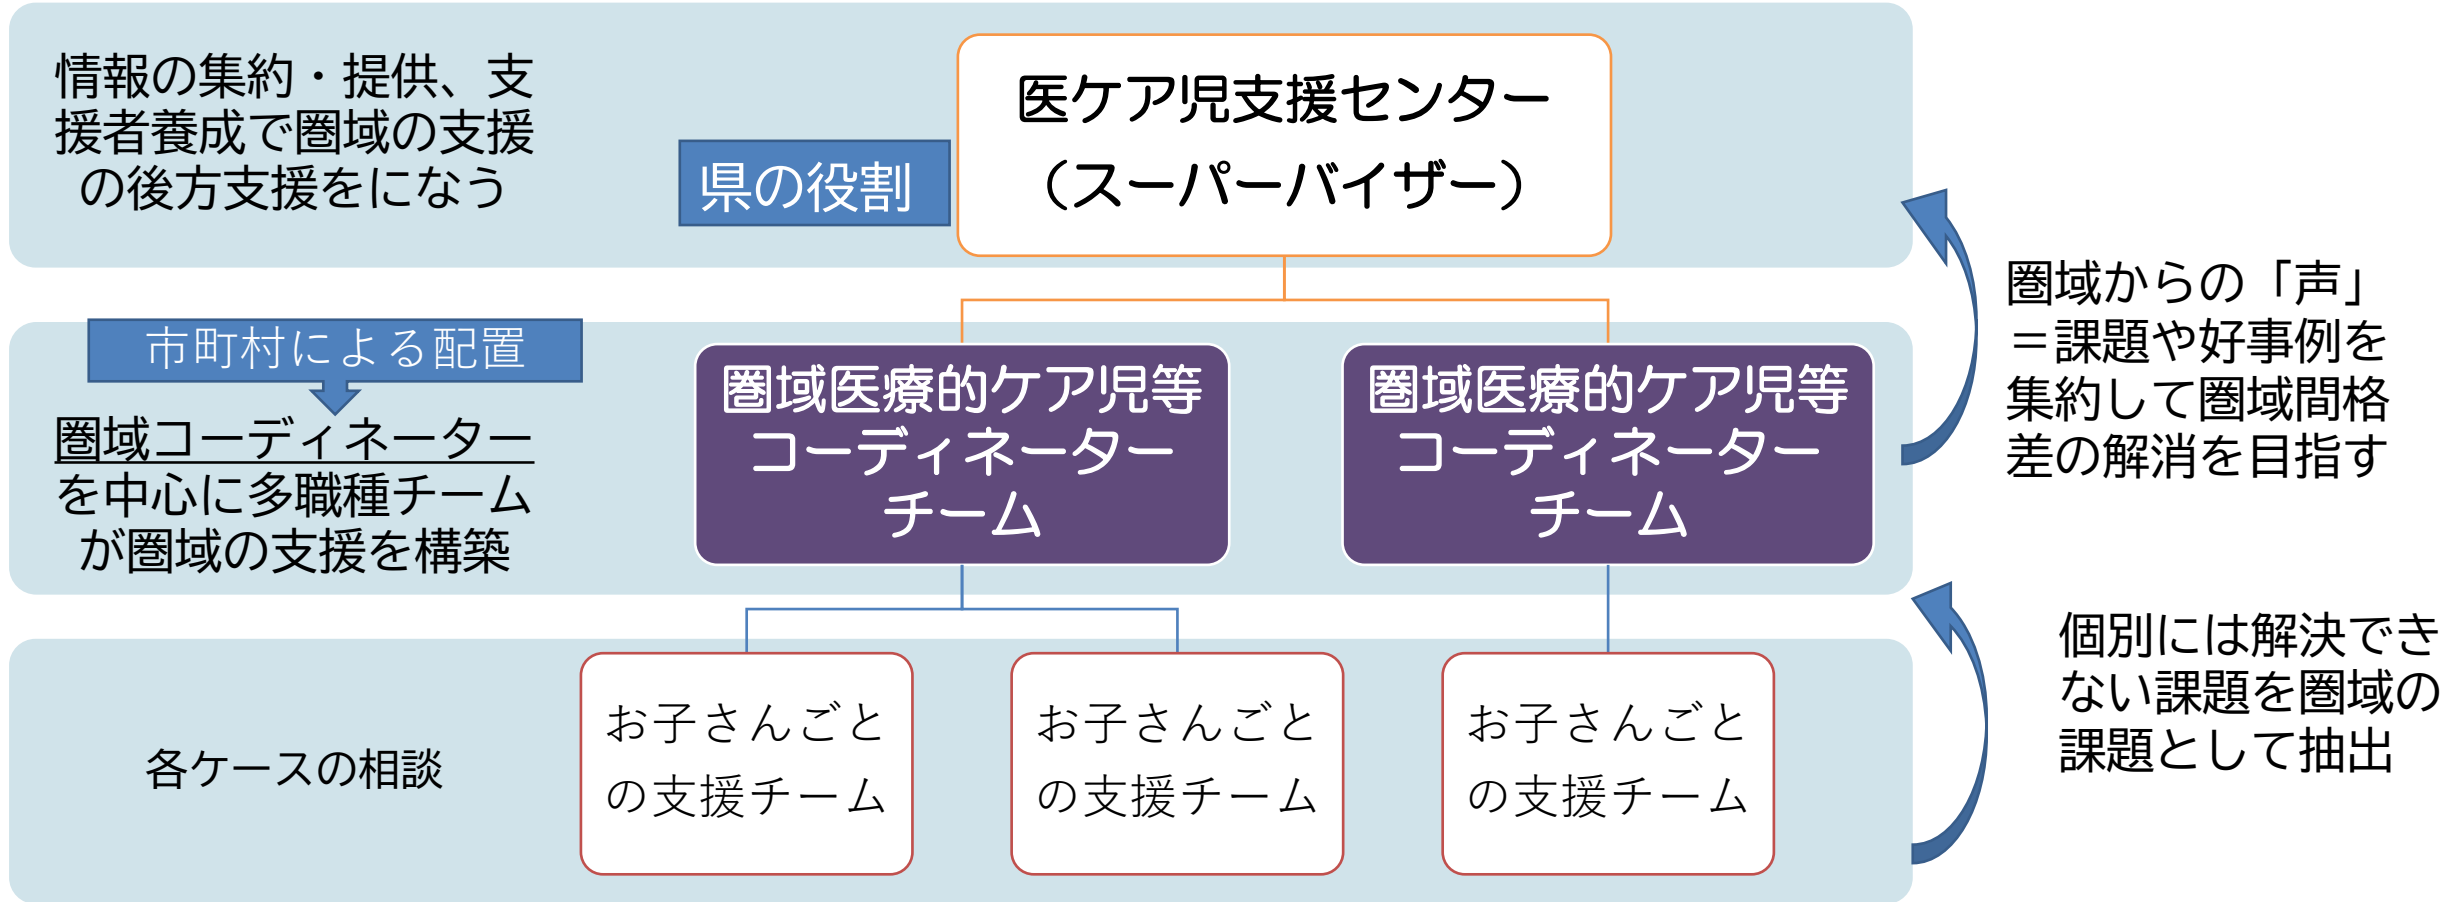 情報の集約・提供、支
援者養成で圏域の支援
の後方支援をになう
県の役割
医ケア児支援センター
（スーパーバイザー）
市町村による配置
圏域コーディネーター
を中心に多職種チーム
が圏域の支援を構築
圏域医療的ケア児等
コーディネーター
チーム
圏域医療的ケア児等
コーディネーター
チーム
圏域からの「声」
＝課題や好事例を
集約して圏域間格
差の解消を目指す
各ケースの相談
お子さんごと
の支援チーム
お子さんごと
の支援チーム
お子さんごと
の支援チーム
個別には解決でき
ない課題を圏域の
課題として抽出